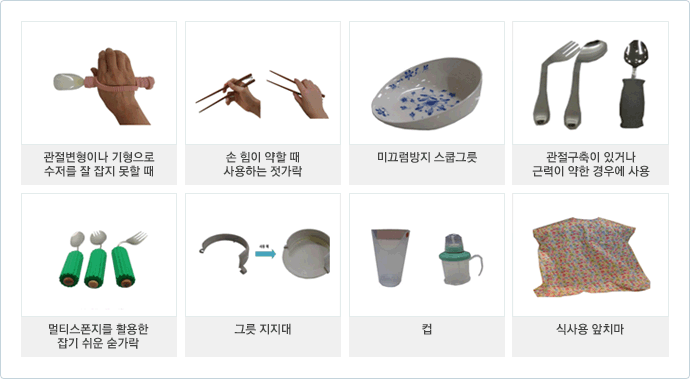 관절변형이나 기형으로
수저를 잘 잡지 못할 때
손 힘이 약할 때
사용하는 젓가락
미끄럼방지 스쿱그릇
관절구축이 있거나
근력이 약한 경우에 사용
멀티스폰지를 활용한
잡기 쉬운 숟가락
그릇 지지대
컵
식사용 앞치마